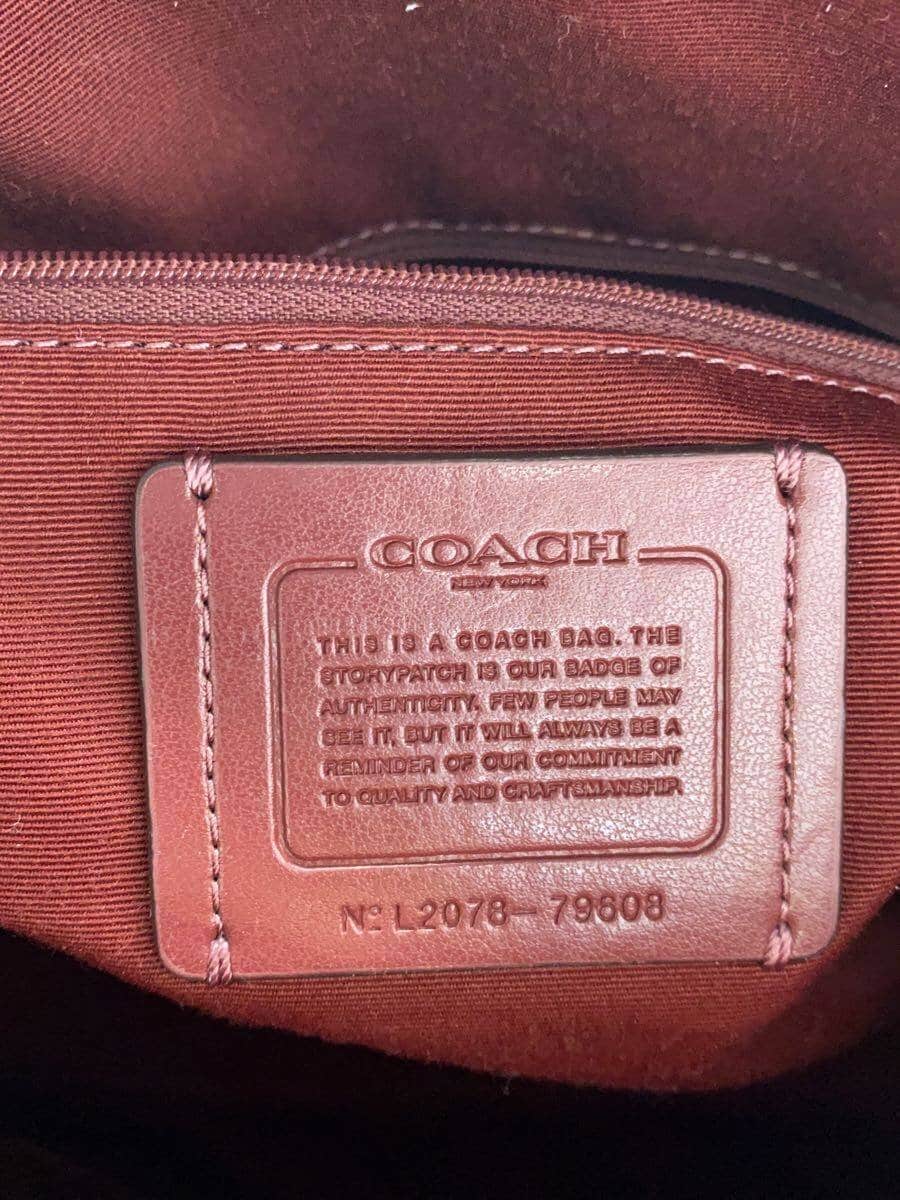 COACH
NEW YORK
THIS IS A COACH BAG. THE
STORYPATCH IS OUR BADGE OF
AUTHENTICITY. FEW PEOPLE MAY
SEE IT, BUT IT WILL ALWAYS BE A
REMINDER OF OUR COMMITMENT
TO QUALITY AND CRAFTSMANSHIP.
Nº L2078-79608